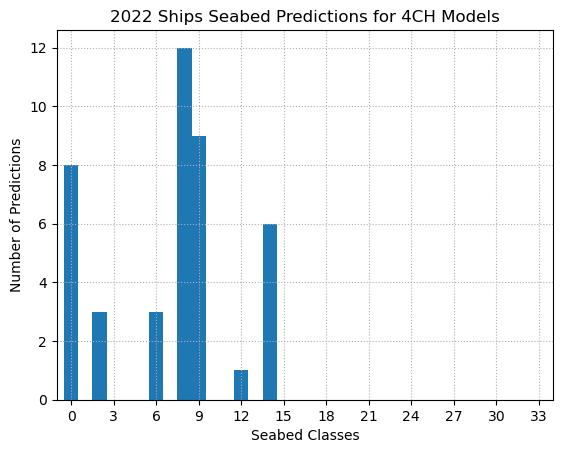 2022 Ships Seabed Predictions for 4CH Models
Number of Predictions
12
10
8
6
4
2
0
0 3 6 9 12 15 18 21 24 27 30 33
Seabed Classes